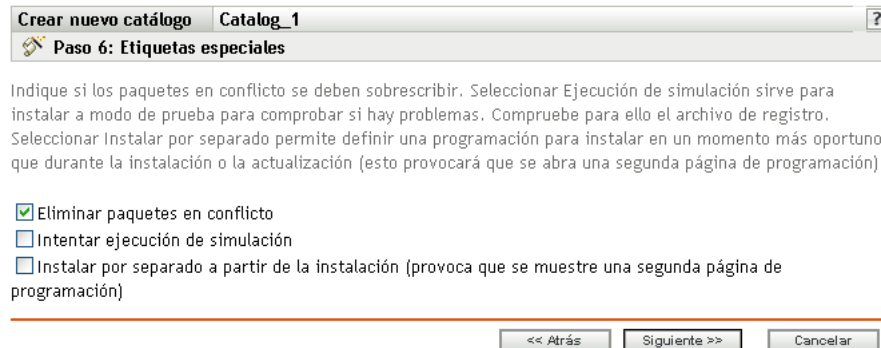 Crear nuevo catálogo Catalog_1 ?
Paso 6: Etiquetas especiales
Indique si los paquetes en conflicto se deben sobrescribir. Seleccionar Ejecución de simulación sirve para
instalar a modo de prueba para comprobar si hay problemas. Compruebe para ello el archivo de registro.
Seleccionar Instalar por separado permite definir una programación para instalar en un momento más oportuno
que durante la instalación o la actualización (esto provocará que se abra una segunda página de programación)
Eliminar paquetes en conflicto
Intentar ejecución de simulación
Instalar por separado a partir de la instalación (provoca que se muestre una segunda página de
programación)
<< Atrás Siguiente >> Cancelar